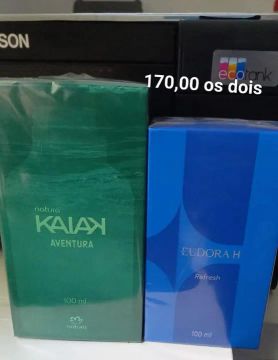 SON
ecotank
170,00 os dois
natura
KAIAK
AVENTURA
100 ml
natura
EUDORA H
Refresh
100 ml